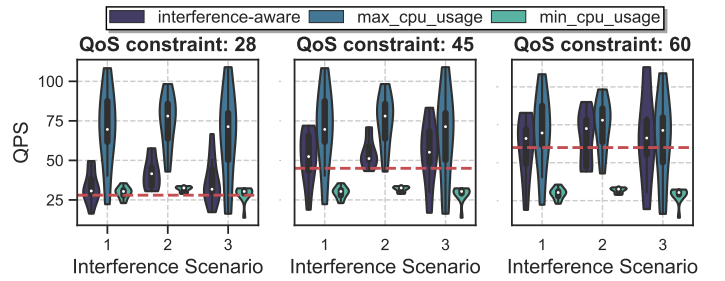 interference-aware max_cpu_usage min_cpu_usage
QoS constraint: 28 QoS constraint: 45 QoS constraint: 60
100
75
50
25
QPS
1 2 3 1 2 3 1 2 3
Interference Scenario Interference Scenario Interference Scenario